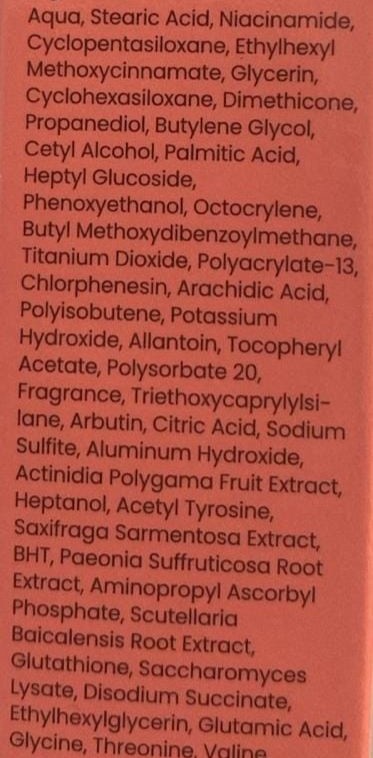 Aqua, Stearic Acid, Niacinamide,
Cyclopentasiloxane, Ethylhexyl
Methoxycinnamate, Glycerin,
Cyclohexasiloxane, Dimethicone,
Propanediol, Butylene Glycol,
Cetyl Alcohol, Palmitic Acid,
Heptyl Glucoside,
Phenoxyethanol, Octocrylene,
Butyl Methoxydibenzoylmethane,
Titanium Dioxide, Polyacrylate-13,
Chlorphenesin, Arachidic Acid,
Polyisobutene, Potassium
Hydroxide, Allantoin, Tocopheryl
Acetate, Polysorbate 20,
Fragrance, Triethoxycaprylylsi-
lane, Arbutin, Citric Acid, Sodium
Sulfite, Aluminum Hydroxide,
Actinidia Polygama Fruit Extract,
Heptanol, Acetyl Tyrosine,
Saxifraga Sarmentosa Extract,
BHT, Paeonia Suffruticosa Root
Extract, Aminopropyl Ascorbyl
Phosphate, Scutellaria
Baicalensis Root Extract,
Glutathione, Saccharomyces
Lysate, Disodium Succinate,
Ethylhexylglycerin, Glutamic Acid,
Glycine, Threonine, Valine